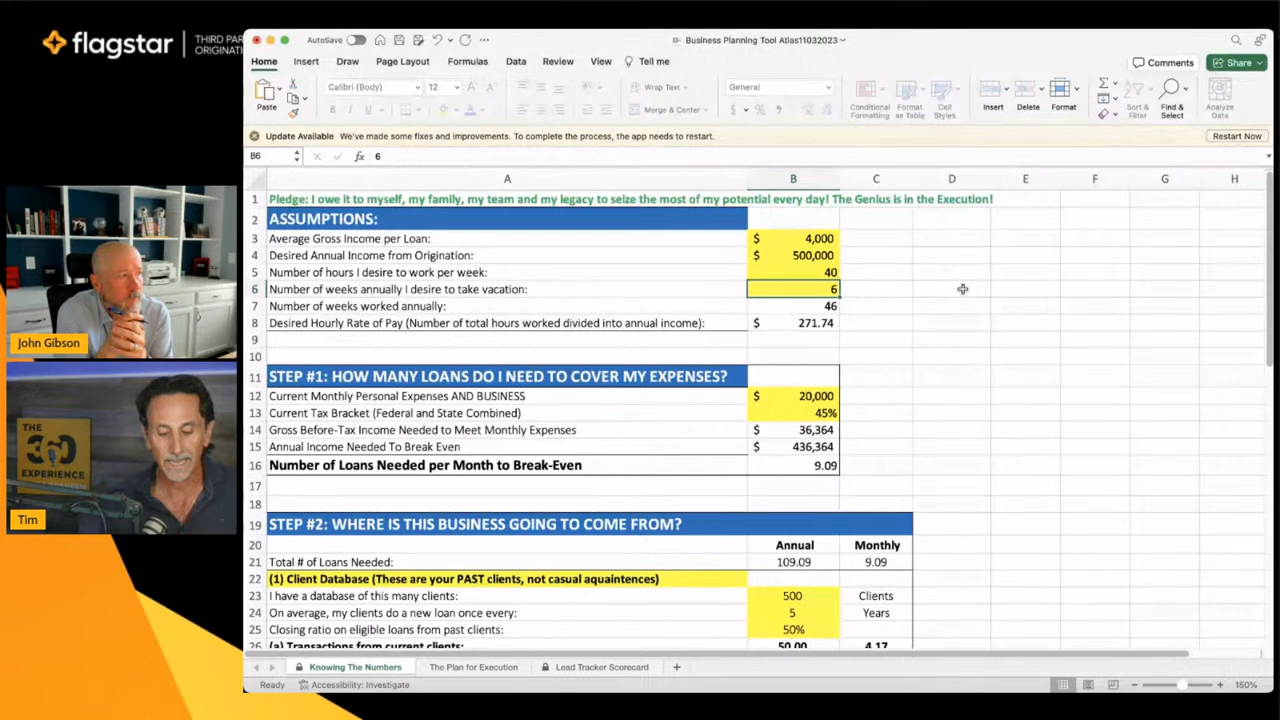 flagstar
THIRD PAR
ORIGINATI
AutoSave
Business Planning Tool Atlas11032023
Home Insert Draw Page Layout Formulas Data Review View Tell me
Comments Share
Paste
Calibri (Body) 12
Wrap Text
General
B I U
Merge & Center
$ %
Conditional Formatting
Format as Table
Cell Styles
Insert
Delete
Format
Sort & Filter
Find & Select
Analyze Data
Update Available We've made some fixes and improvements. To complete the process, the app needs to restart. Restart Now
B6 fx 6
A B C D E F G H
1 Pledge: I owe it to myself, my family, my team and my legacy to seize the most of my potential every day! The Genius is in the Execution!
2 ASSUMPTIONS:
3 Average Gross Income per Loan: $ 4,000
4 Desired Annual Income from Origination: $ 500,000
5 Number of hours I desire to work per week: 40
6 Number of weeks annually I desire to take vacation: 6
7 Number of weeks worked annually: 46
8 Desired Hourly Rate of Pay (Number of total hours worked divided into annual income): $ 271.74
9
10
11 STEP #1: HOW MANY LOANS DO I NEED TO COVER MY EXPENSES?
12 Current Monthly Personal Expenses AND BUSINESS $ 20,000
13 Current Tax Bracket (Federal and State Combined) 45%
14 Gross Before-Tax Income Needed to Meet Monthly Expenses $ 36,364
15 Annual Income Needed To Break Even $ 436,364
16 Number of Loans Needed per Month to Break-Even 9.09
17
18
19 STEP #2: WHERE IS THIS BUSINESS GOING TO COME FROM?
20 Annual Monthly
21 Total # of Loans Needed: 109.09 9.09
22 (1) Client Database (These are your PAST clients, not casual aquaintences)
23 I have a database of this many clients: 500 Clients
24 On average, my clients do a new loan once every: 5 Years
25 Closing ratio on eligible loans from past clients: 50%
26 (a) Transactions from current clients: 50.00 4.17
Knowing The Numbers The Plan for Execution Lead Tracker Scorecard +
Ready Accessibility: Investigate 150%
John Gibson
THE
360
EXPERIENCE
Tim